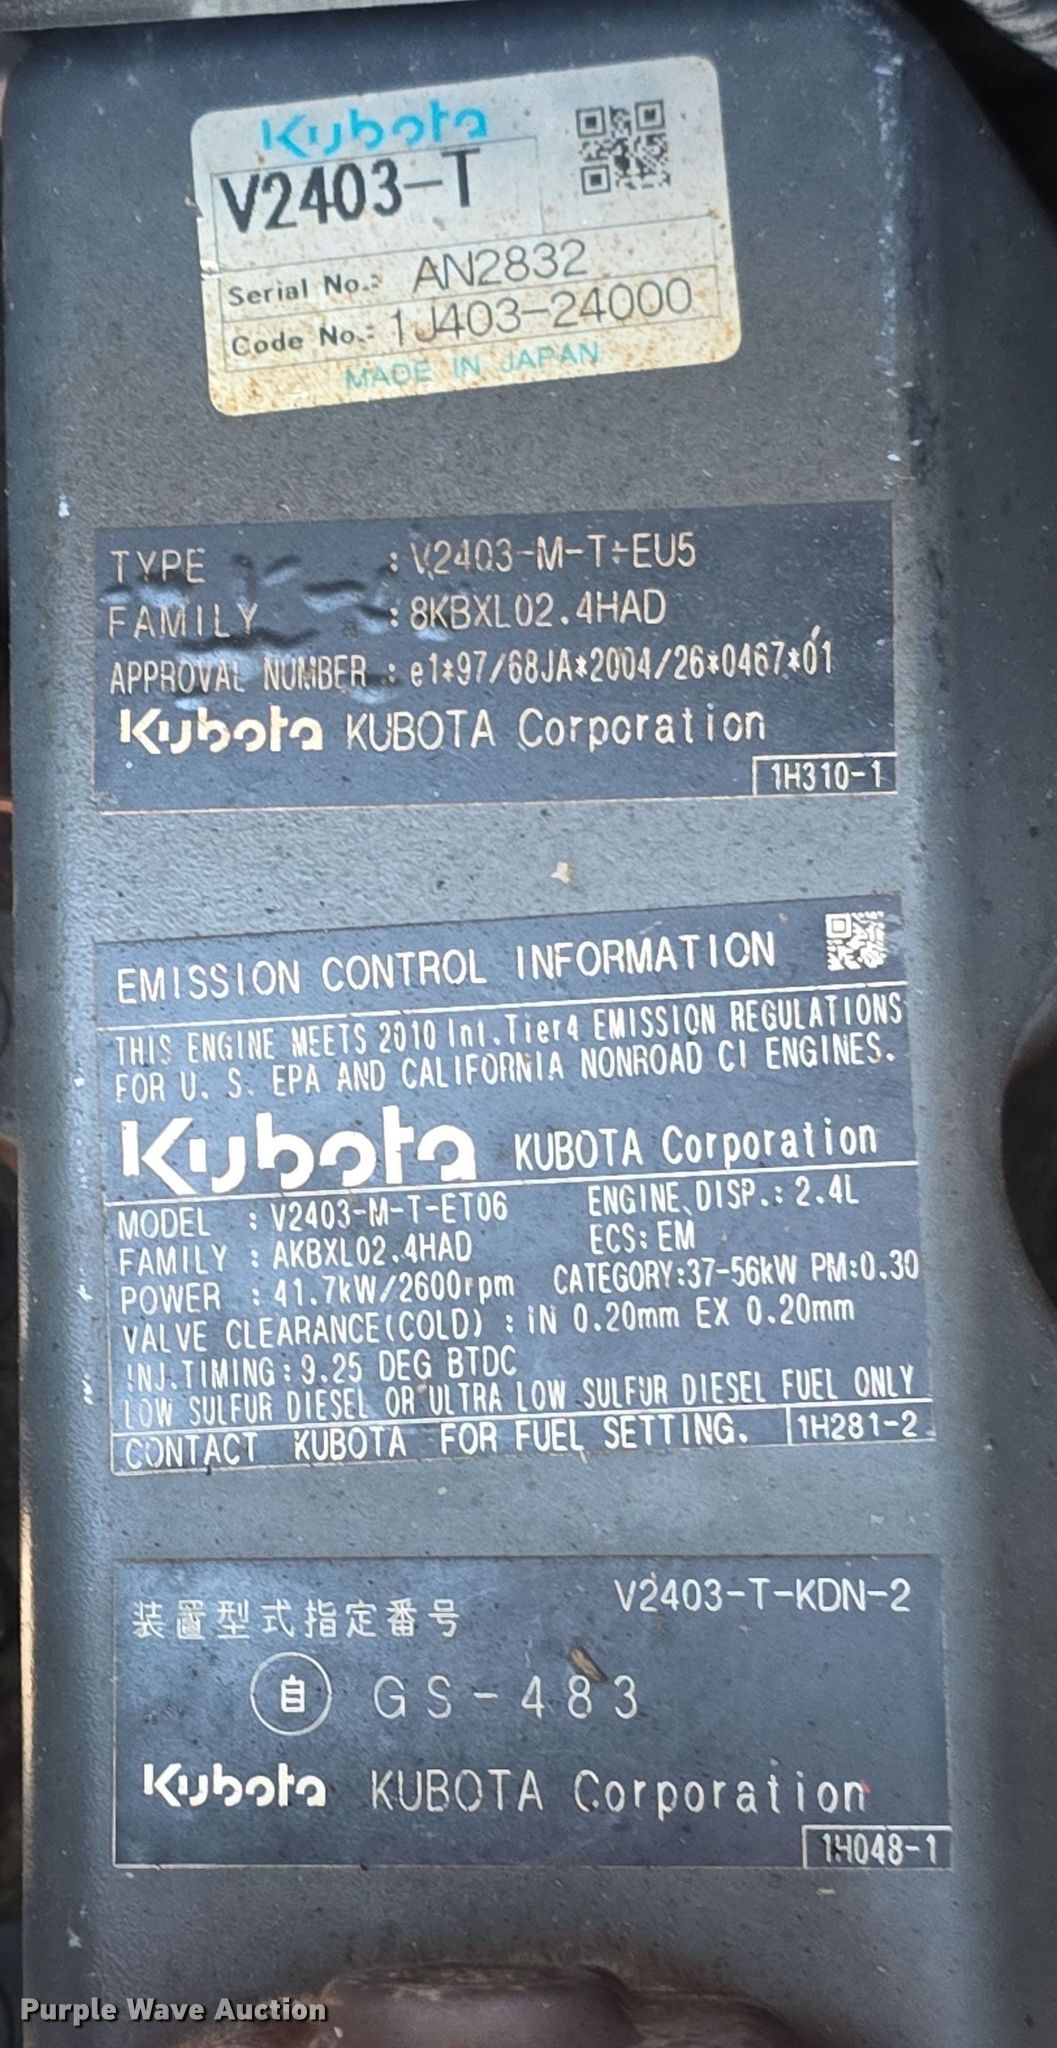 Kubota
V2403-T
Serial No.: AN2832
Code No.: 1J403-24000
MADE IN JAPAN
TYPE : V2403-M-T-EU5
FAMILY : 8KBXL02.4HAD
APPROVAL NUMBER : e1*97/68JA*2004/26*0467*01
Kubota KUBOTA Corporation
1H310-1
EMISSION CONTROL INFORMATION
THIS ENGINE MEETS 2010 Int.Tier4 EMISSION REGULATIONS
FOR U. S. EPA AND CALIFORNIA NONROAD CI ENGINES.
Kubota KUBOTA Corporation
MODEL : V2403-M-T-ET06 ENGINE DISP.: 2.4L
FAMILY : AKBXL02.4HAD ECS: EM
POWER : 41.7kW/2600rpm CATEGORY:37-56kW PM:0.30
VALVE CLEARANCE(COLD) : IN 0.20mm EX 0.20mm
INJ.TIMING : 9.25 DEG BTDC
LOW SULFUR DIESEL OR ULTRA LOW SULFUR DIESEL FUEL ONLY
CONTACT KUBOTA FOR FUEL SETTING. 1H281-2
装置型式指定番号 V2403-T-KDN-2
自 GS-483
Kubota KUBOTA Corporation
1H048-1
Purple Wave Auction